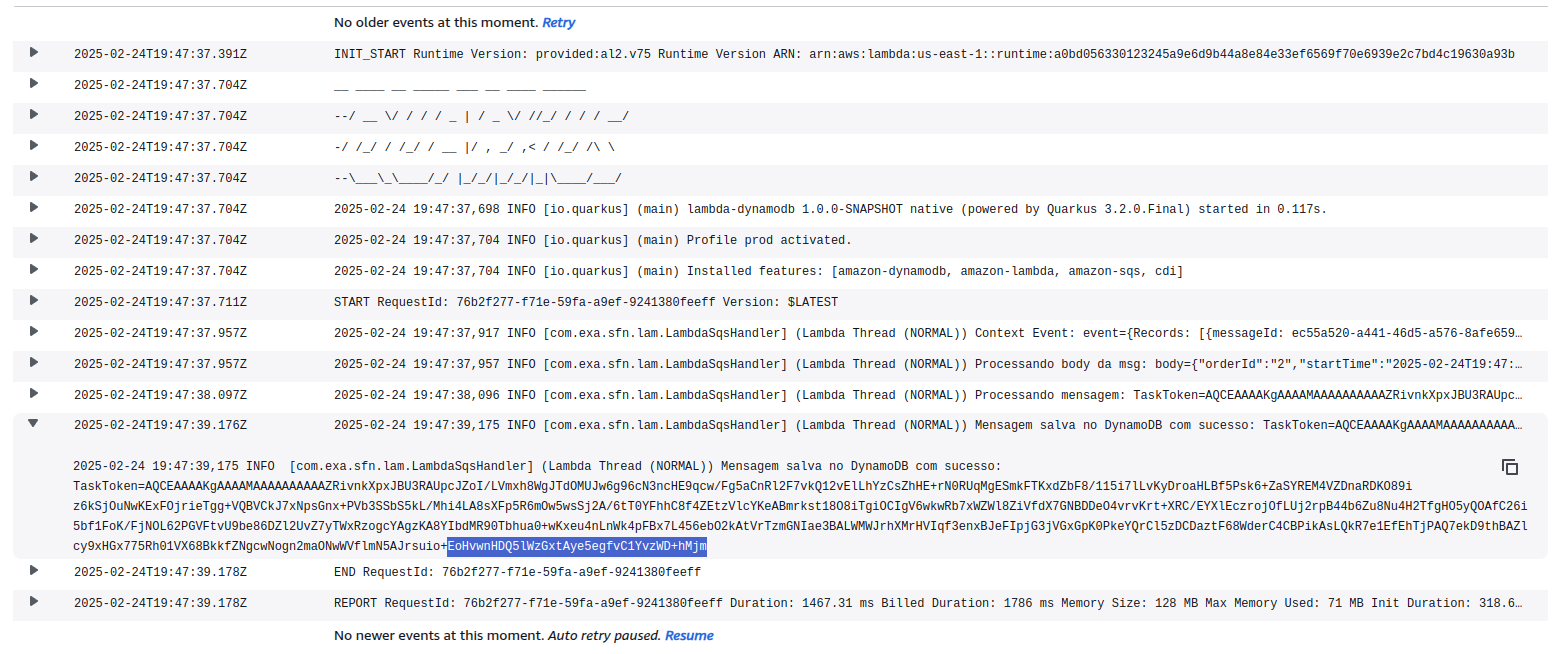 No older events at this moment. Retry
2025-02-24T19:47:37.391Z INIT_START Runtime Version: provided:al2.v75 Runtime Version ARN: arn:aws:lambda:us-east-1::runtime:a0bd056330123245a9e6d9b44a8e84e33ef6569f70e6939e2c7bd4c19630a93b
2025-02-24T19:47:37.704Z __ ____ __ _____ ___ __ ____ ______
2025-02-24T19:47:37.704Z --/ __ \/ / / / _ | / _ \/ //_/ / / / __/
2025-02-24T19:47:37.704Z -/ /_/ / /_/ / __ |/ , _/ ,< / /_/ /\ \
2025-02-24T19:47:37.704Z --\___\_\____/_/ |_/_/|_/_/|_|\____/___/
2025-02-24T19:47:37.704Z 2025-02-24 19:47:37,698 INFO [io.quarkus] (main) lambda-dynamodb 1.0.0-SNAPSHOT native (powered by Quarkus 3.2.0.Final) started in 0.117s.
2025-02-24T19:47:37.704Z 2025-02-24 19:47:37,704 INFO [io.quarkus] (main) Profile prod activated.
2025-02-24T19:47:37.704Z 2025-02-24 19:47:37,704 INFO [io.quarkus] (main) Installed features: [amazon-dynamodb, amazon-lambda, amazon-sqs, cdi]
2025-02-24T19:47:37.711Z START RequestId: 76b2f277-f71e-59fa-a9ef-9241380feeff Version: $LATEST
2025-02-24T19:47:37.957Z 2025-02-24 19:47:37,917 INFO [com.exa.sfn.lam.LambdaSqsHandler] (Lambda Thread (NORMAL)) Context Event: event={Records: [{messageId: ec55a520-a441-46d5-a576-8afe659…
2025-02-24T19:47:37.957Z 2025-02-24 19:47:37,957 INFO [com.exa.sfn.lam.LambdaSqsHandler] (Lambda Thread (NORMAL)) Processando body da msg: body={"orderId":"2","startTime":"2025-02-24T19:47:…
2025-02-24T19:47:38.097Z 2025-02-24 19:47:38,096 INFO [com.exa.sfn.lam.LambdaSqsHandler] (Lambda Thread (NORMAL)) Processando mensagem: TaskToken=AQCEAAAAKgAAAAMAAAAAAAAAAZRivnkXpxJBU3RAUpc…
2025-02-24T19:47:39.176Z 2025-02-24 19:47:39,175 INFO [com.exa.sfn.lam.LambdaSqsHandler] (Lambda Thread (NORMAL)) Mensagem salva no DynamoDB com sucesso: TaskToken=AQCEAAAAKgAAAAMAAAAAAAAAA…
2025-02-24 19:47:39,175 INFO  [com.exa.sfn.lam.LambdaSqsHandler] (Lambda Thread (NORMAL)) Mensagem salva no DynamoDB com sucesso:
TaskToken=AQCEAAAAKgAAAAMAAAAAAAAAAZRivnkXpxJBU3RAUpcJZoI/LVmxh8WgJTdOMUJw6g96cN3ncHE9qcw/Fg5aCnRl2F7vkQ12vElLhYzCsZhHE+rN0RUqMgESmkFTKxdZbF8/115i7lLvKyDroaHLBf5Psk6+ZaSYREM4VZDnaRDKO89i
z6kSjOuNwKExFOjrieTgg+VQBVCkJ7xNpsGnx+PVb3SSbS5kL/Mhi4LA8sXFp5R6mOw5wsSj2A/6tT0YFhhC8f4ZEtzVlcYKeABmrkst18O8iTgiOCIgV6wkwRb7xWZWl8ZiVfdX7GNBDDeO4vrvKrt+XRC/EYXlEczrojOfLUj2rpB44b6Zu8Nu4H2TfgHO5yQOAfC26i
5bf1FoK/FjNOL62PGVFtvU9be86DZl2UvZ7yTWxRzogcYAgzKA8YIbdMR90Tbhua0+wKxeu4nLnWk4pFBx7L456ebO2kAtVrTzmGNIae3BALWMWJrhXMrHVIqf3enxBJeFIpjG3jVGxGpK0PkeYQrCl5zDCDaztF68WderC4CBPikAsLQkR7e1EfEhTjPAQ7ekD9thBAZl
cy9xHGx775Rh01VX68BkkfZNgcwNogn2maONwWVflmN5AJrsuio+EoHvwnHDQ5lWzGxtAye5egfvC1YvzWD+hMjm
2025-02-24T19:47:39.178Z END RequestId: 76b2f277-f71e-59fa-a9ef-9241380feeff
2025-02-24T19:47:39.178Z REPORT RequestId: 76b2f277-f71e-59fa-a9ef-9241380feeff Duration: 1467.31 ms Billed Duration: 1786 ms Memory Size: 128 MB Max Memory Used: 71 MB Init Duration: 318.6…
No newer events at this moment. Auto retry paused. Resume